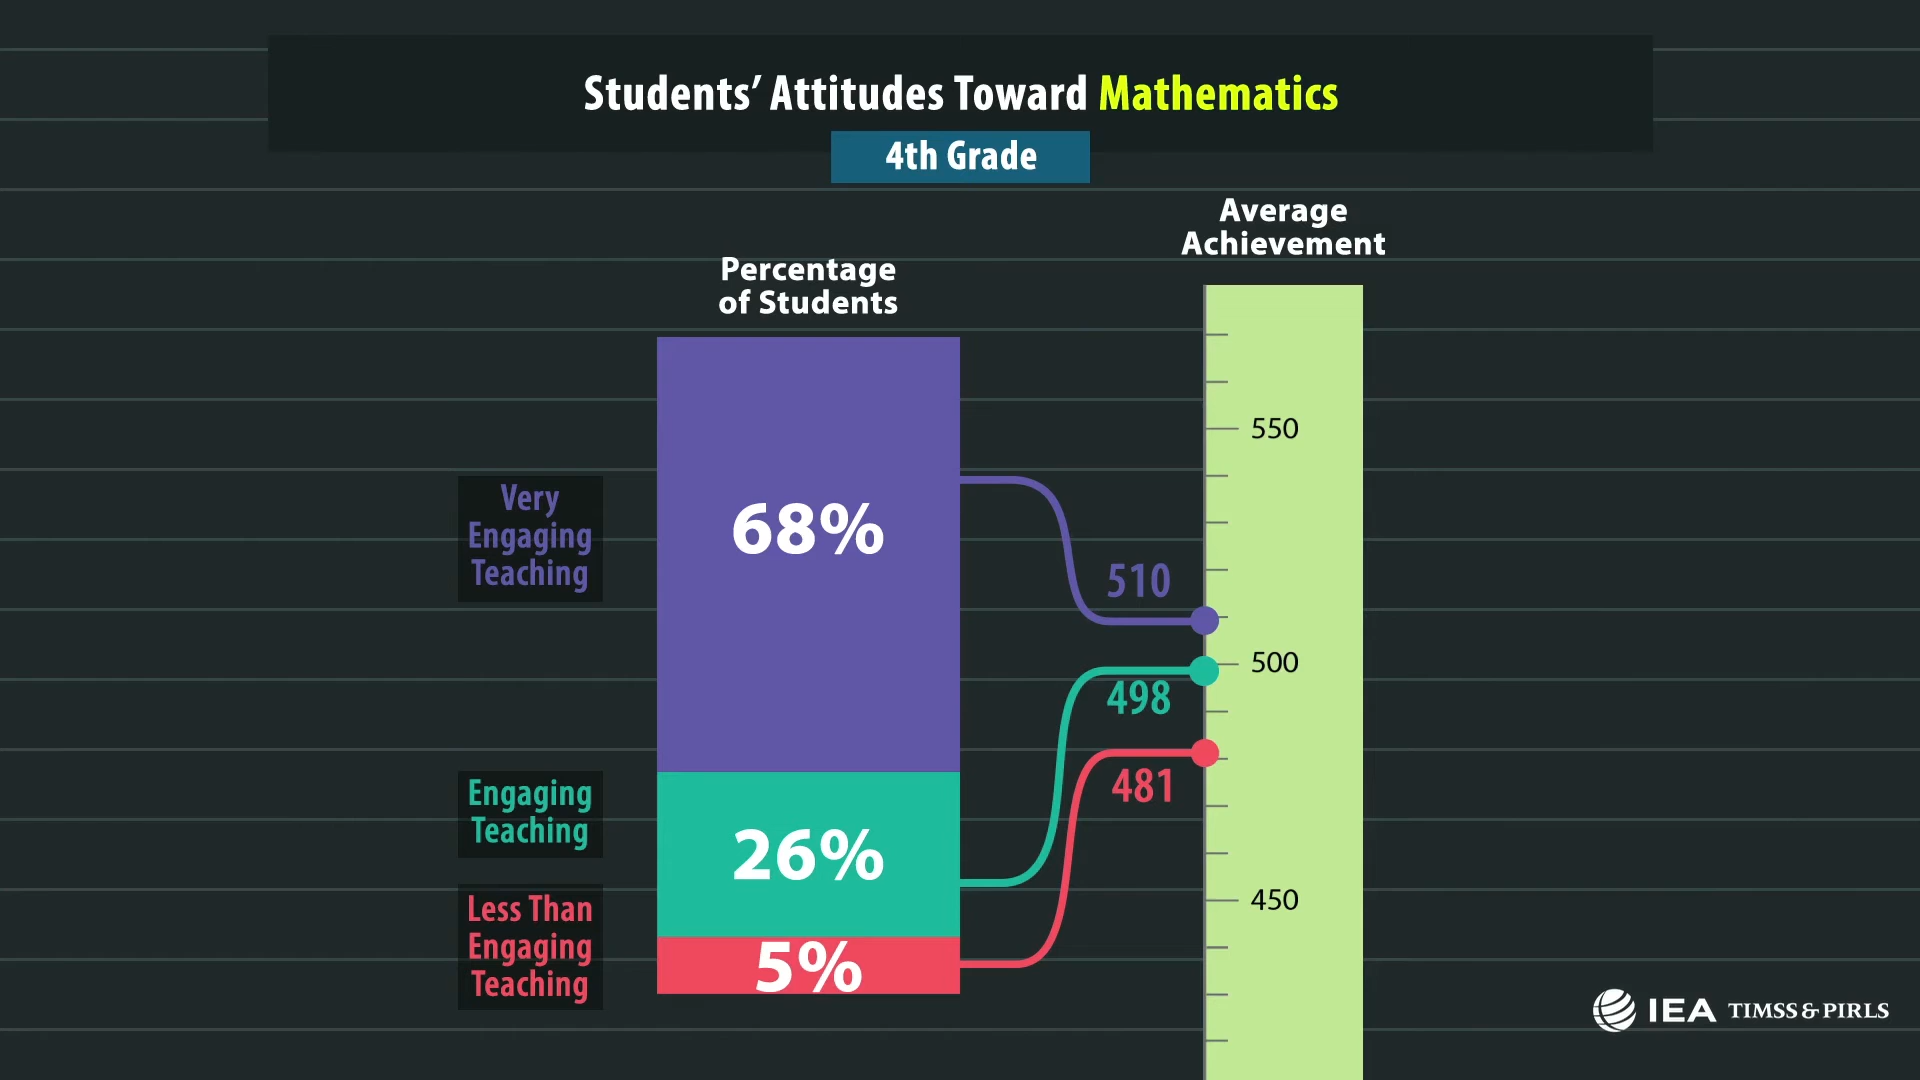 Students’ Attitudes Toward Mathematics
4th Grade
Percentage
of Students
Average
Achievement
Very
Engaging
Teaching
68%
510
Engaging
Teaching
26%
498
Less Than
Engaging
Teaching
5%
481
550
500
450
IEA TIMSS & PIRLS